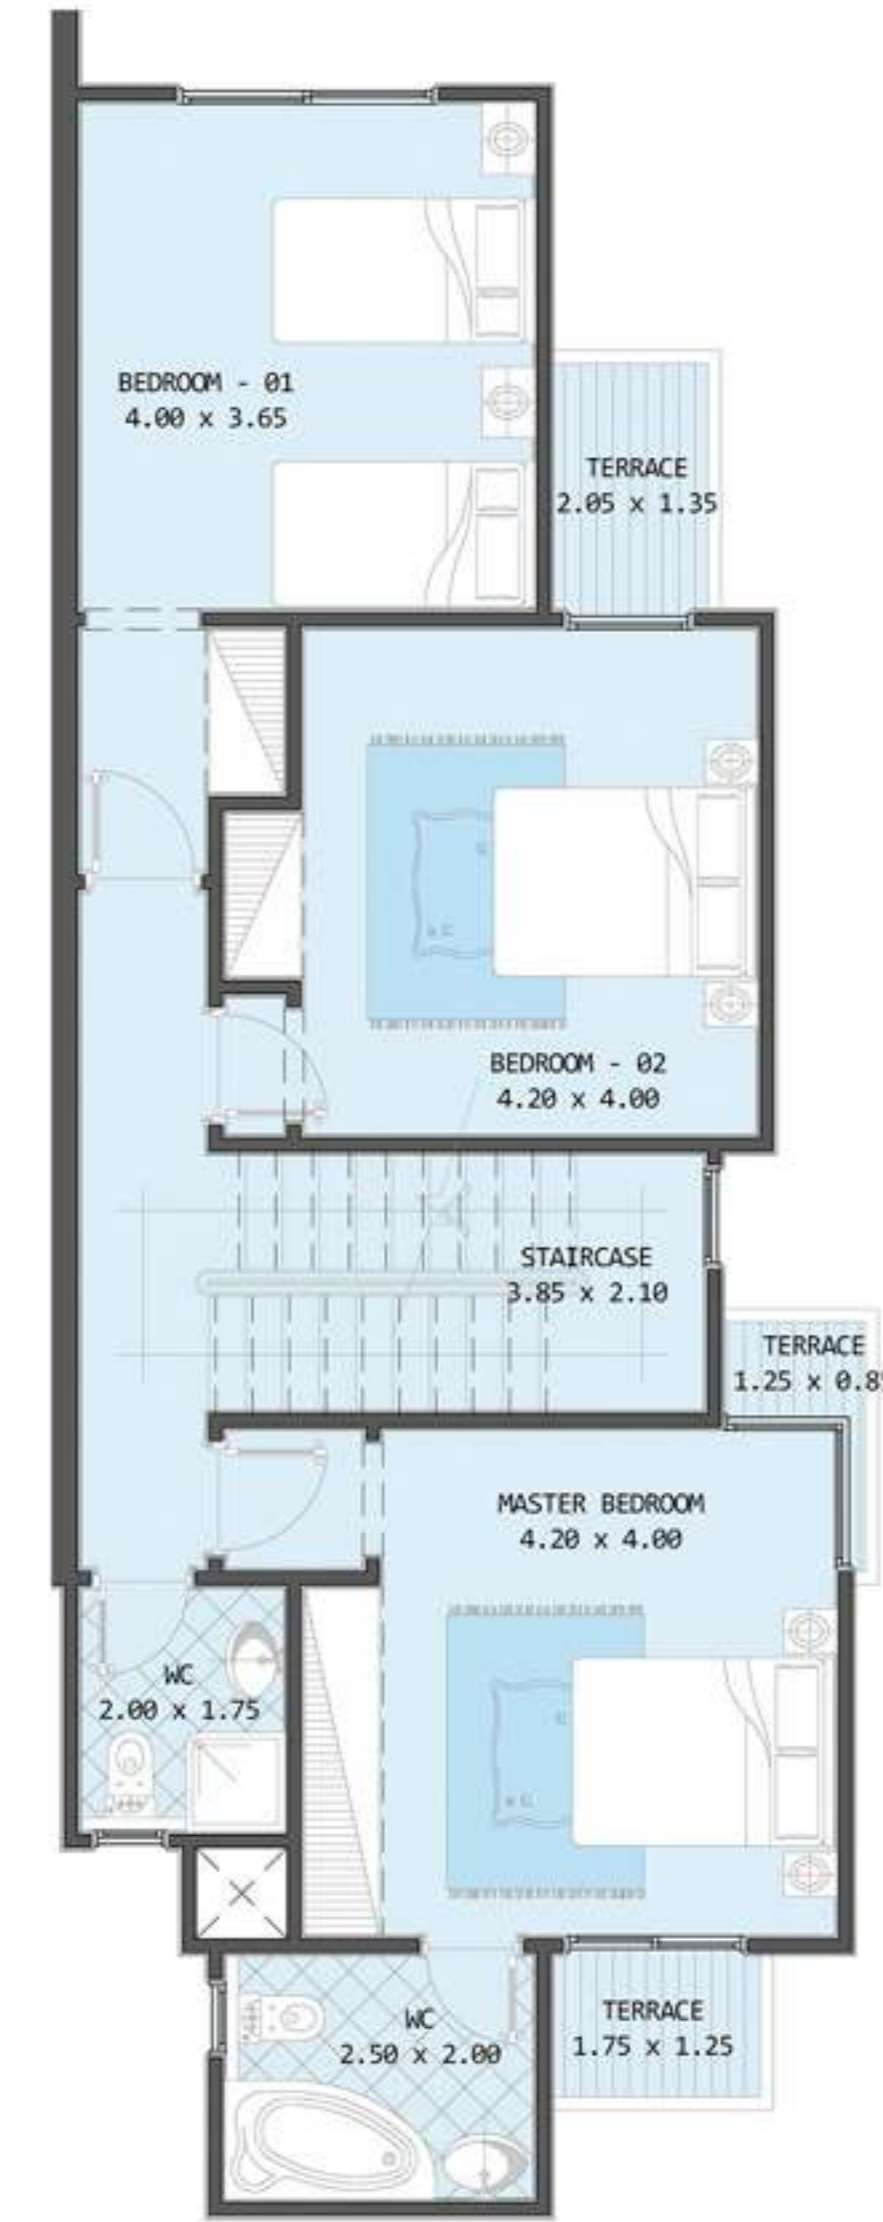 BEDROOM - 01
4.00 x 3.65
TERRACE
2.05 x 1.35
BEDROOM - 02
4.20 x 4.00
STAIRCASE
3.85 x 2.10
TERRACE
1.25 x
MASTER BEDROOM
4.20 x 4.00
WC
2.00 x 1.75
WC
2.50 x 2.00
TERRACE
1.75 x 1.25